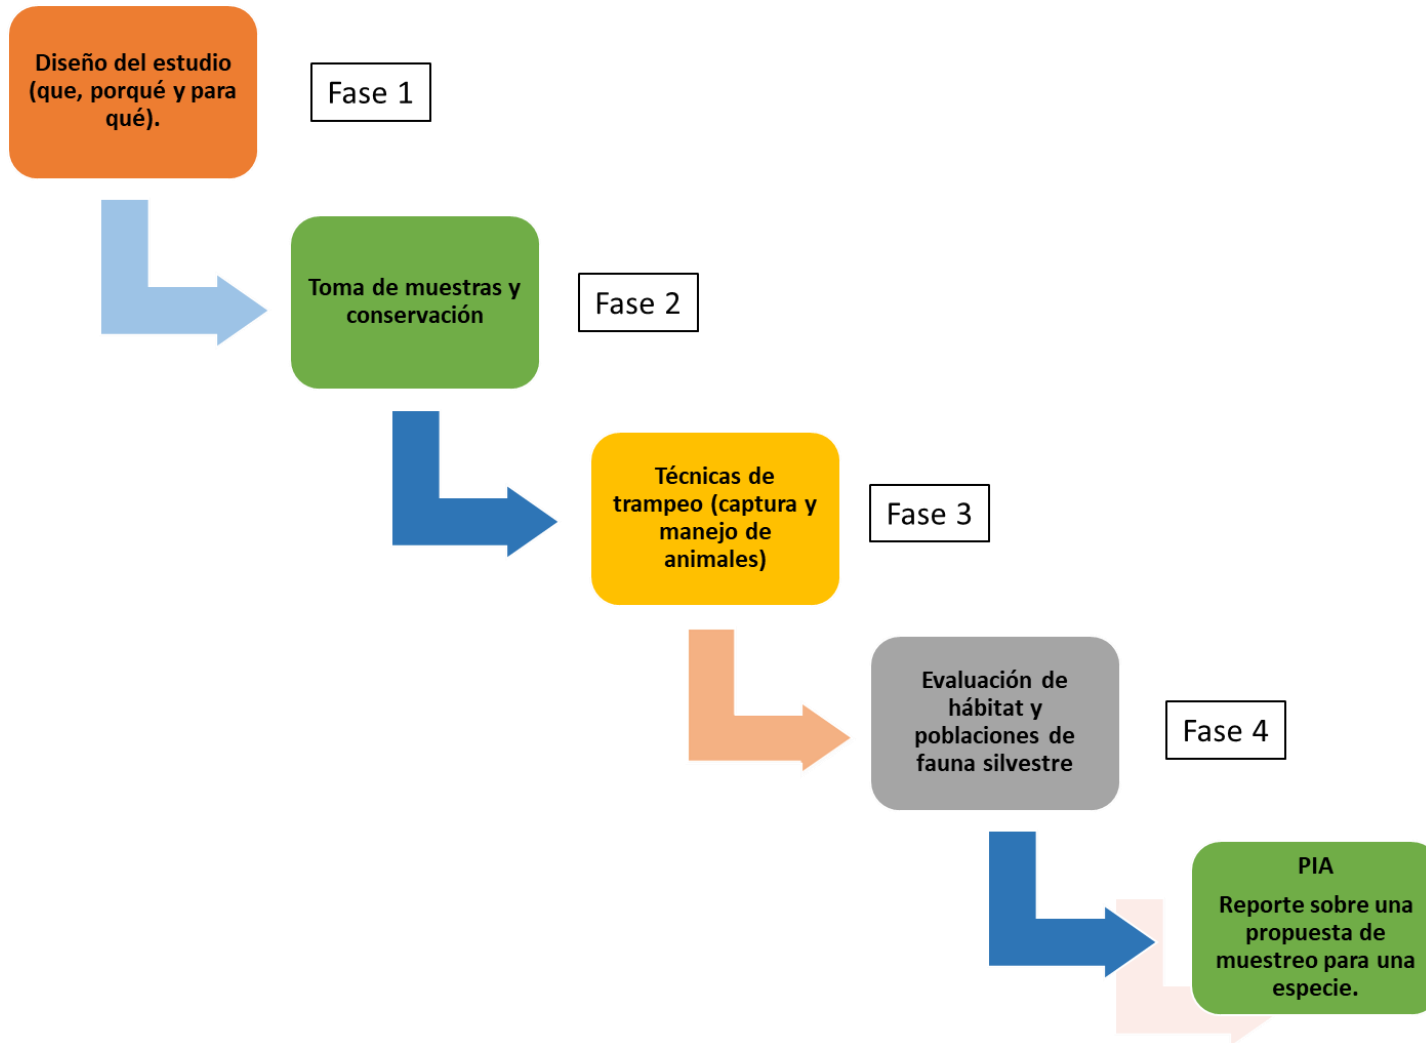 Diseño del estudio
(que, porqué y para
qué).
Fase 1
Toma de muestras y
conservación
Fase 2
Técnicas de
trampeo (captura y
manejo de
animales)
Fase 3
Evaluación de
hábitat y
poblaciones de
fauna silvestre
Fase 4
PIA
Reporte sobre una
propuesta de
muestreo para una
especie.